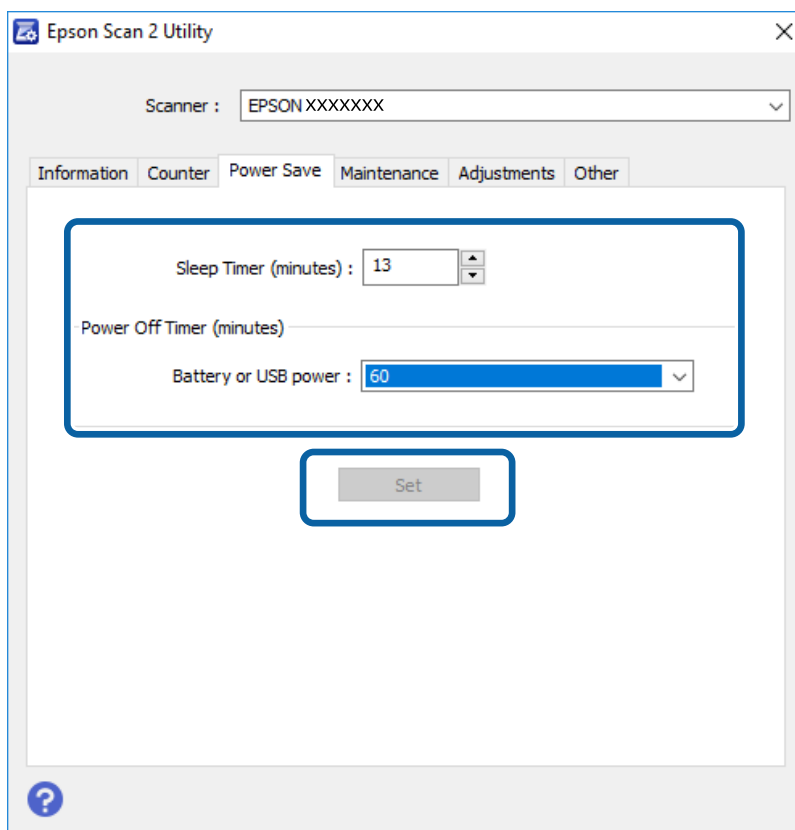 Epson Scan 2 Utility
Scanner : EPSON XXXXXXX
Information Counter Power Save Maintenance Adjustments Other
Sleep Timer (minutes) : 13
Power Off Timer (minutes)
Battery or USB power : 60
Set
?